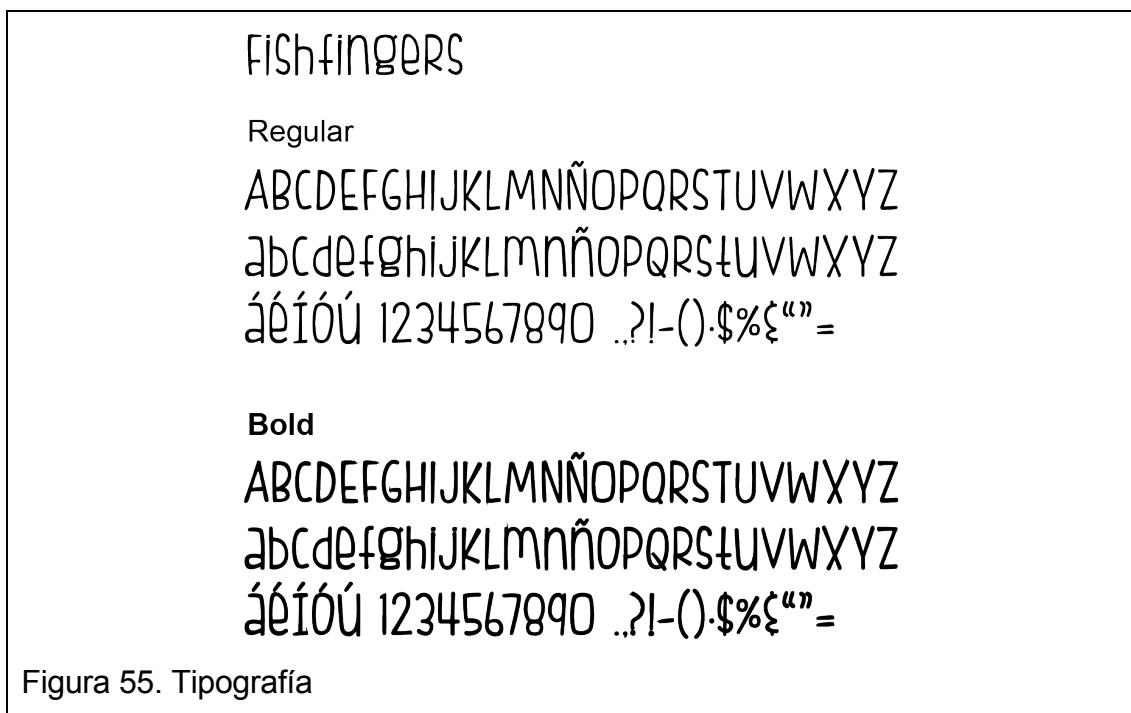 Fishfingers
Regular
ABCDEFGHIJKLMNÑOPQRSTUVWXYZ
abcdefghijklmnñopqrstuvwxyz
áéíóú 1234567890 .,?!-()·$%&“”=
Bold
ABCDEFGHIJKLMNÑOPQRSTUVWXYZ
abcdefghijklmnñopqrstuvwxyz
áéíóú 1234567890 .,?!-()·$%&“”=
Figura 55. Tipografía